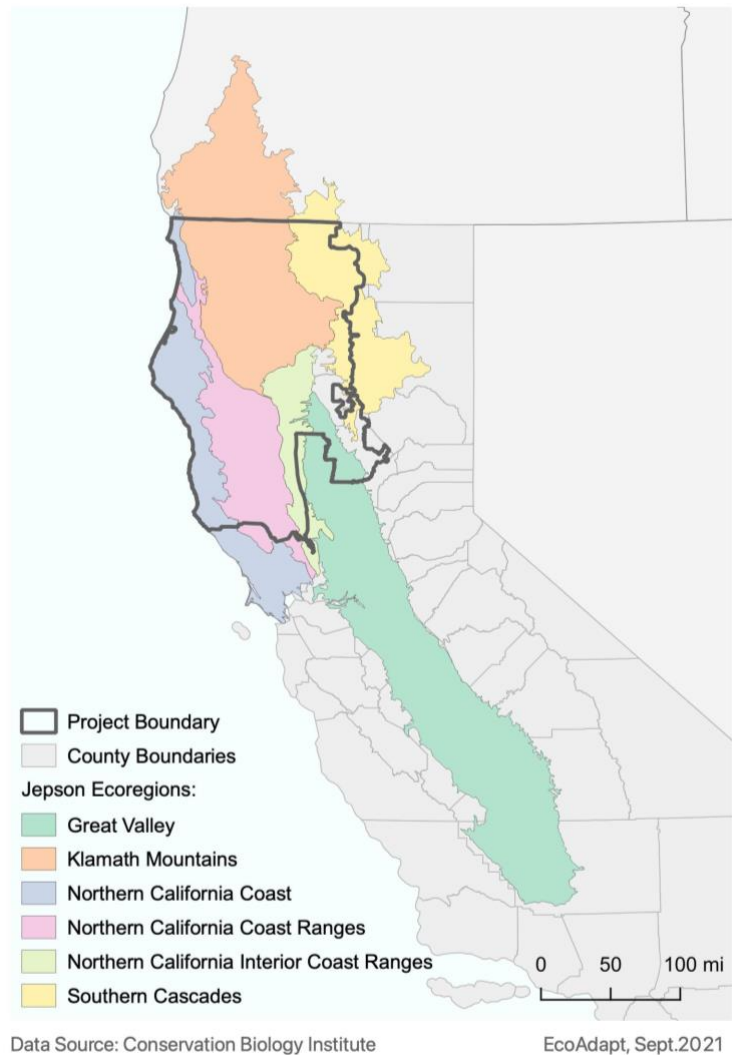 Project Boundary
County Boundaries
Jepson Ecoregions:
Great Valley
Klamath Mountains
Northern California Coast
Northern California Coast Ranges
Northern California Interior Coast Ranges
Southern Cascades
0 50 100 mi
Data Source: Conservation Biology Institute
EcoAdapt, Sept.2021